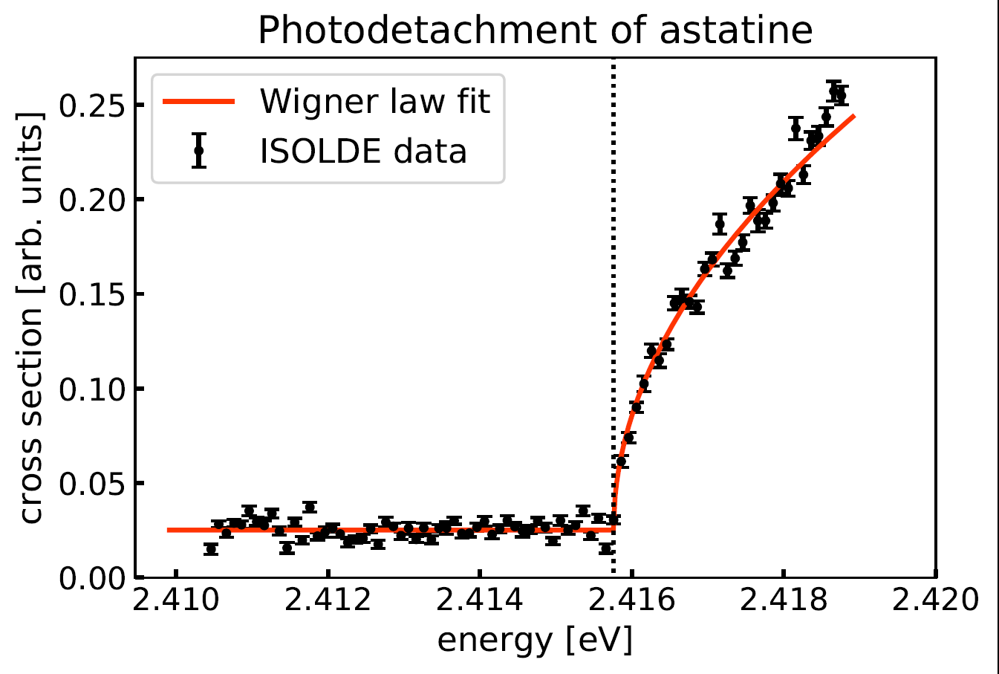 Photodetachment of astatine
Wigner law fit
ISOLDE data
cross section [arb. units]
0.25
0.20
0.15
0.10
0.05
0.00
2.410 2.412 2.414 2.416 2.418 2.420
energy [eV]